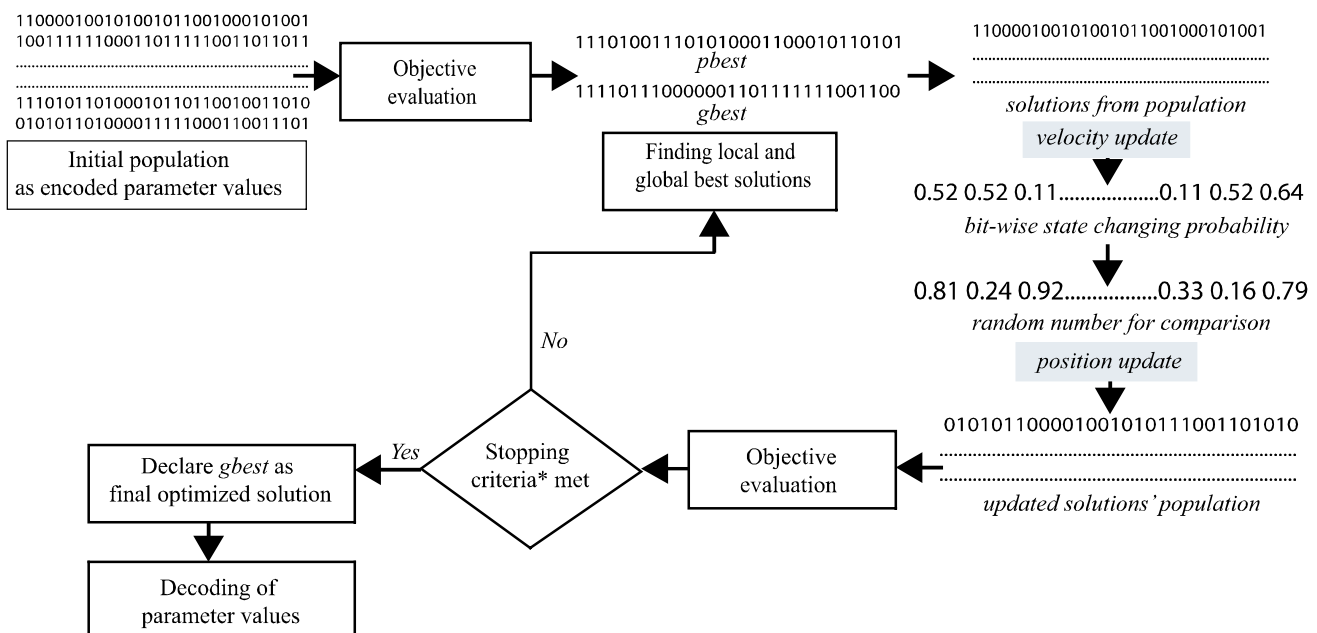 110000100101001011001000101001
100111111000110111110011011011
Initial population
as encoded parameter values
111010110100010110110010011010
010101101000011111000110011101
Objective
evaluation
111010011101010001100010110101
pbest
111101110000001101111111001100
gbest
Finding local and
global best solutions
110000100101001011001000101001
solutions from population
velocity update
0.52 0.52 0.11...................0.11 0.52 0.64
bit-wise state changing probability
0.81 0.24 0.92.................0.33 0.16 0.79
random number for comparison
position update
010101100001001010101110011010​10
updated solutions’ population
Objective
evaluation
Stopping
criteria* met
No
Yes
Declare gbest as
final optimized solution
Decoding of
parameter values